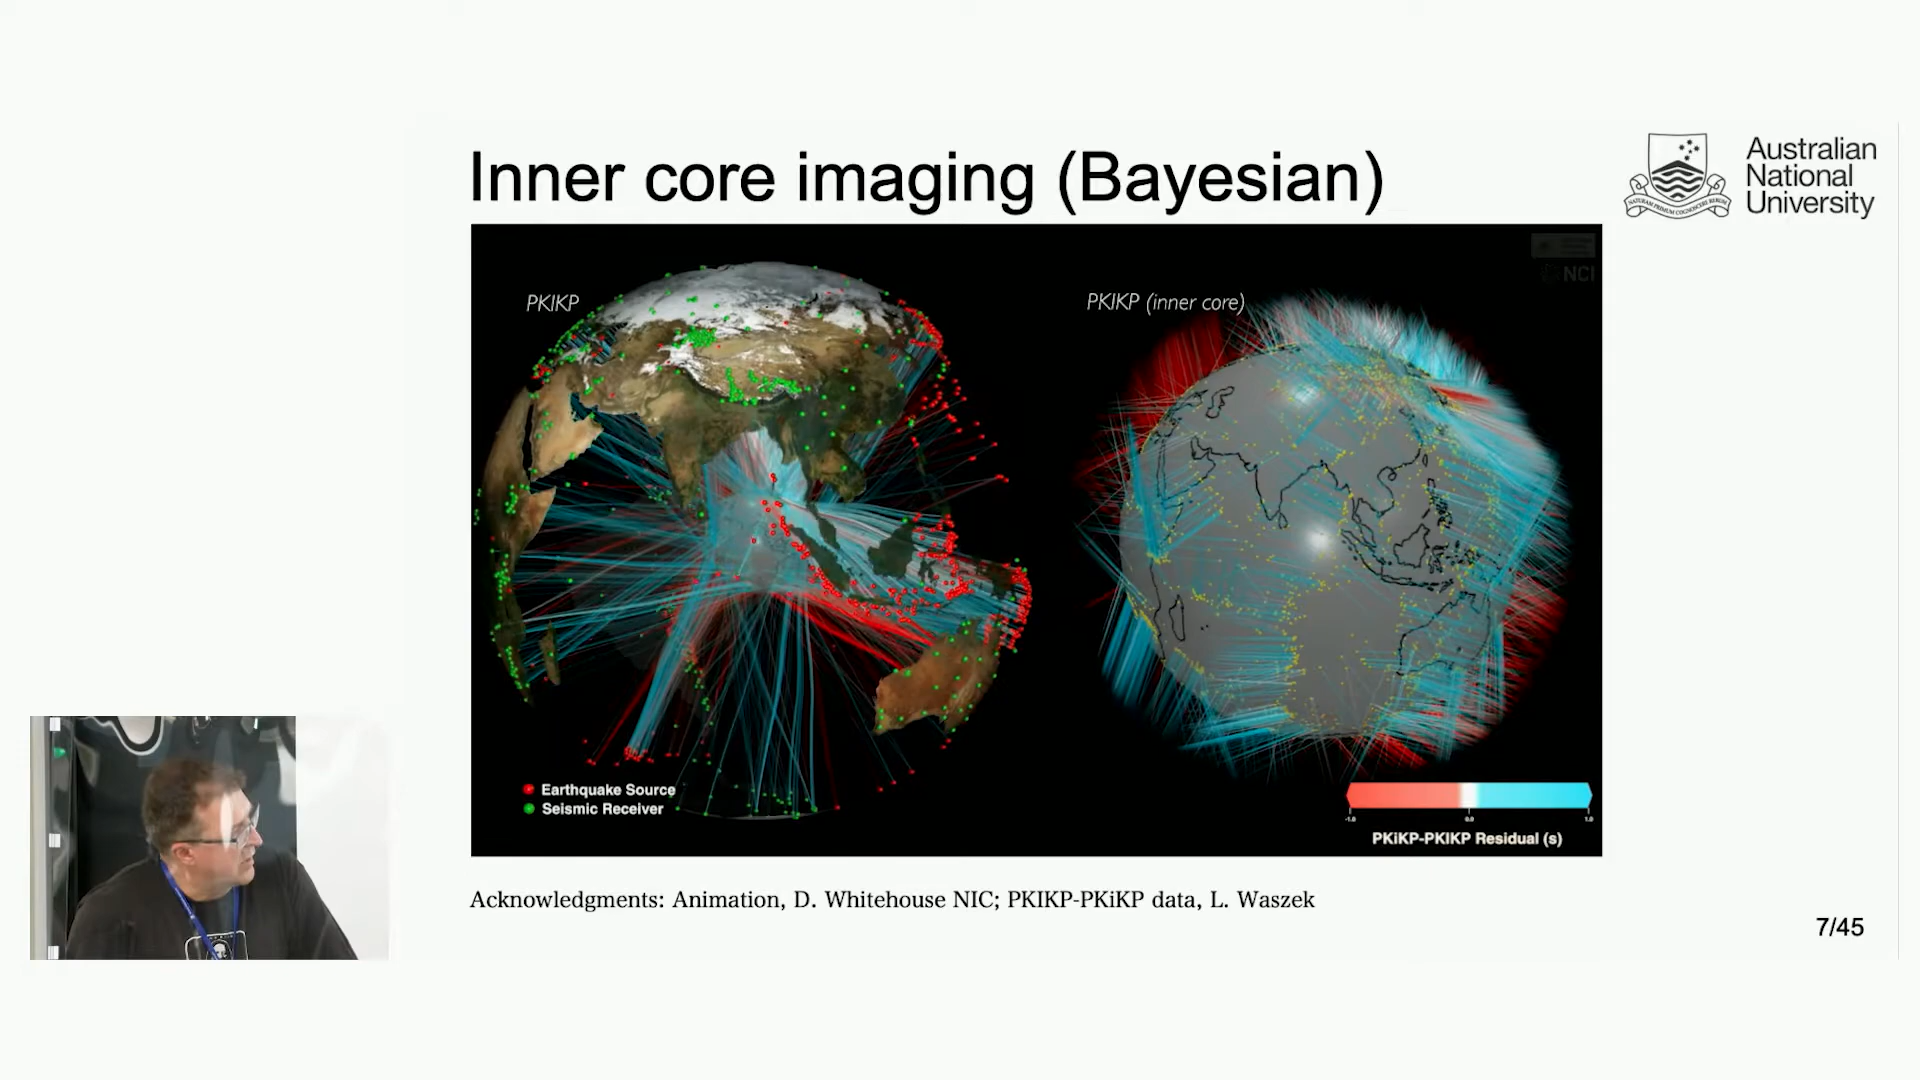 Inner core imaging (Bayesian)
Australian
National
University
NCI
PKIKP
PKIKP (inner core)
Earthquake Source
Seismic Receiver
-1.0 0.0 1.0
PKiKP-PKIKP Residual (s)
Acknowledgments: Animation, D. Whitehouse NIC; PKIKP-PKiKP data, L. Waszek
7/45